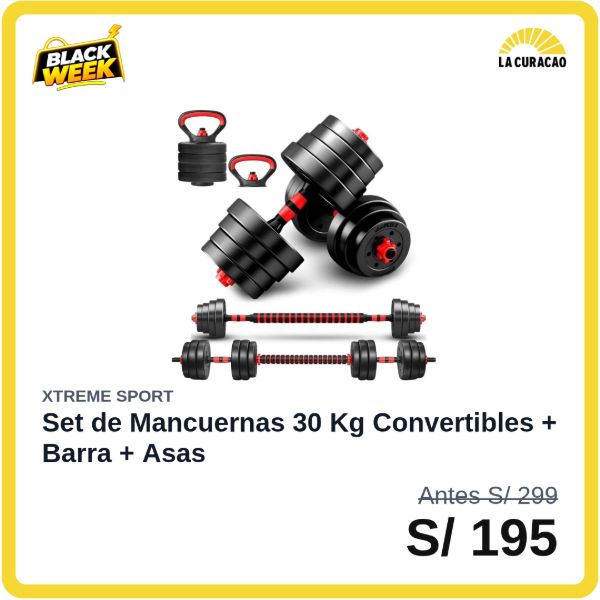 BLACK
WEEK
LA CURACAO
XTREME SPORT
Set de Mancuernas 30 Kg Convertibles +
Barra + Asas
Antes S/ 299
S/ 195